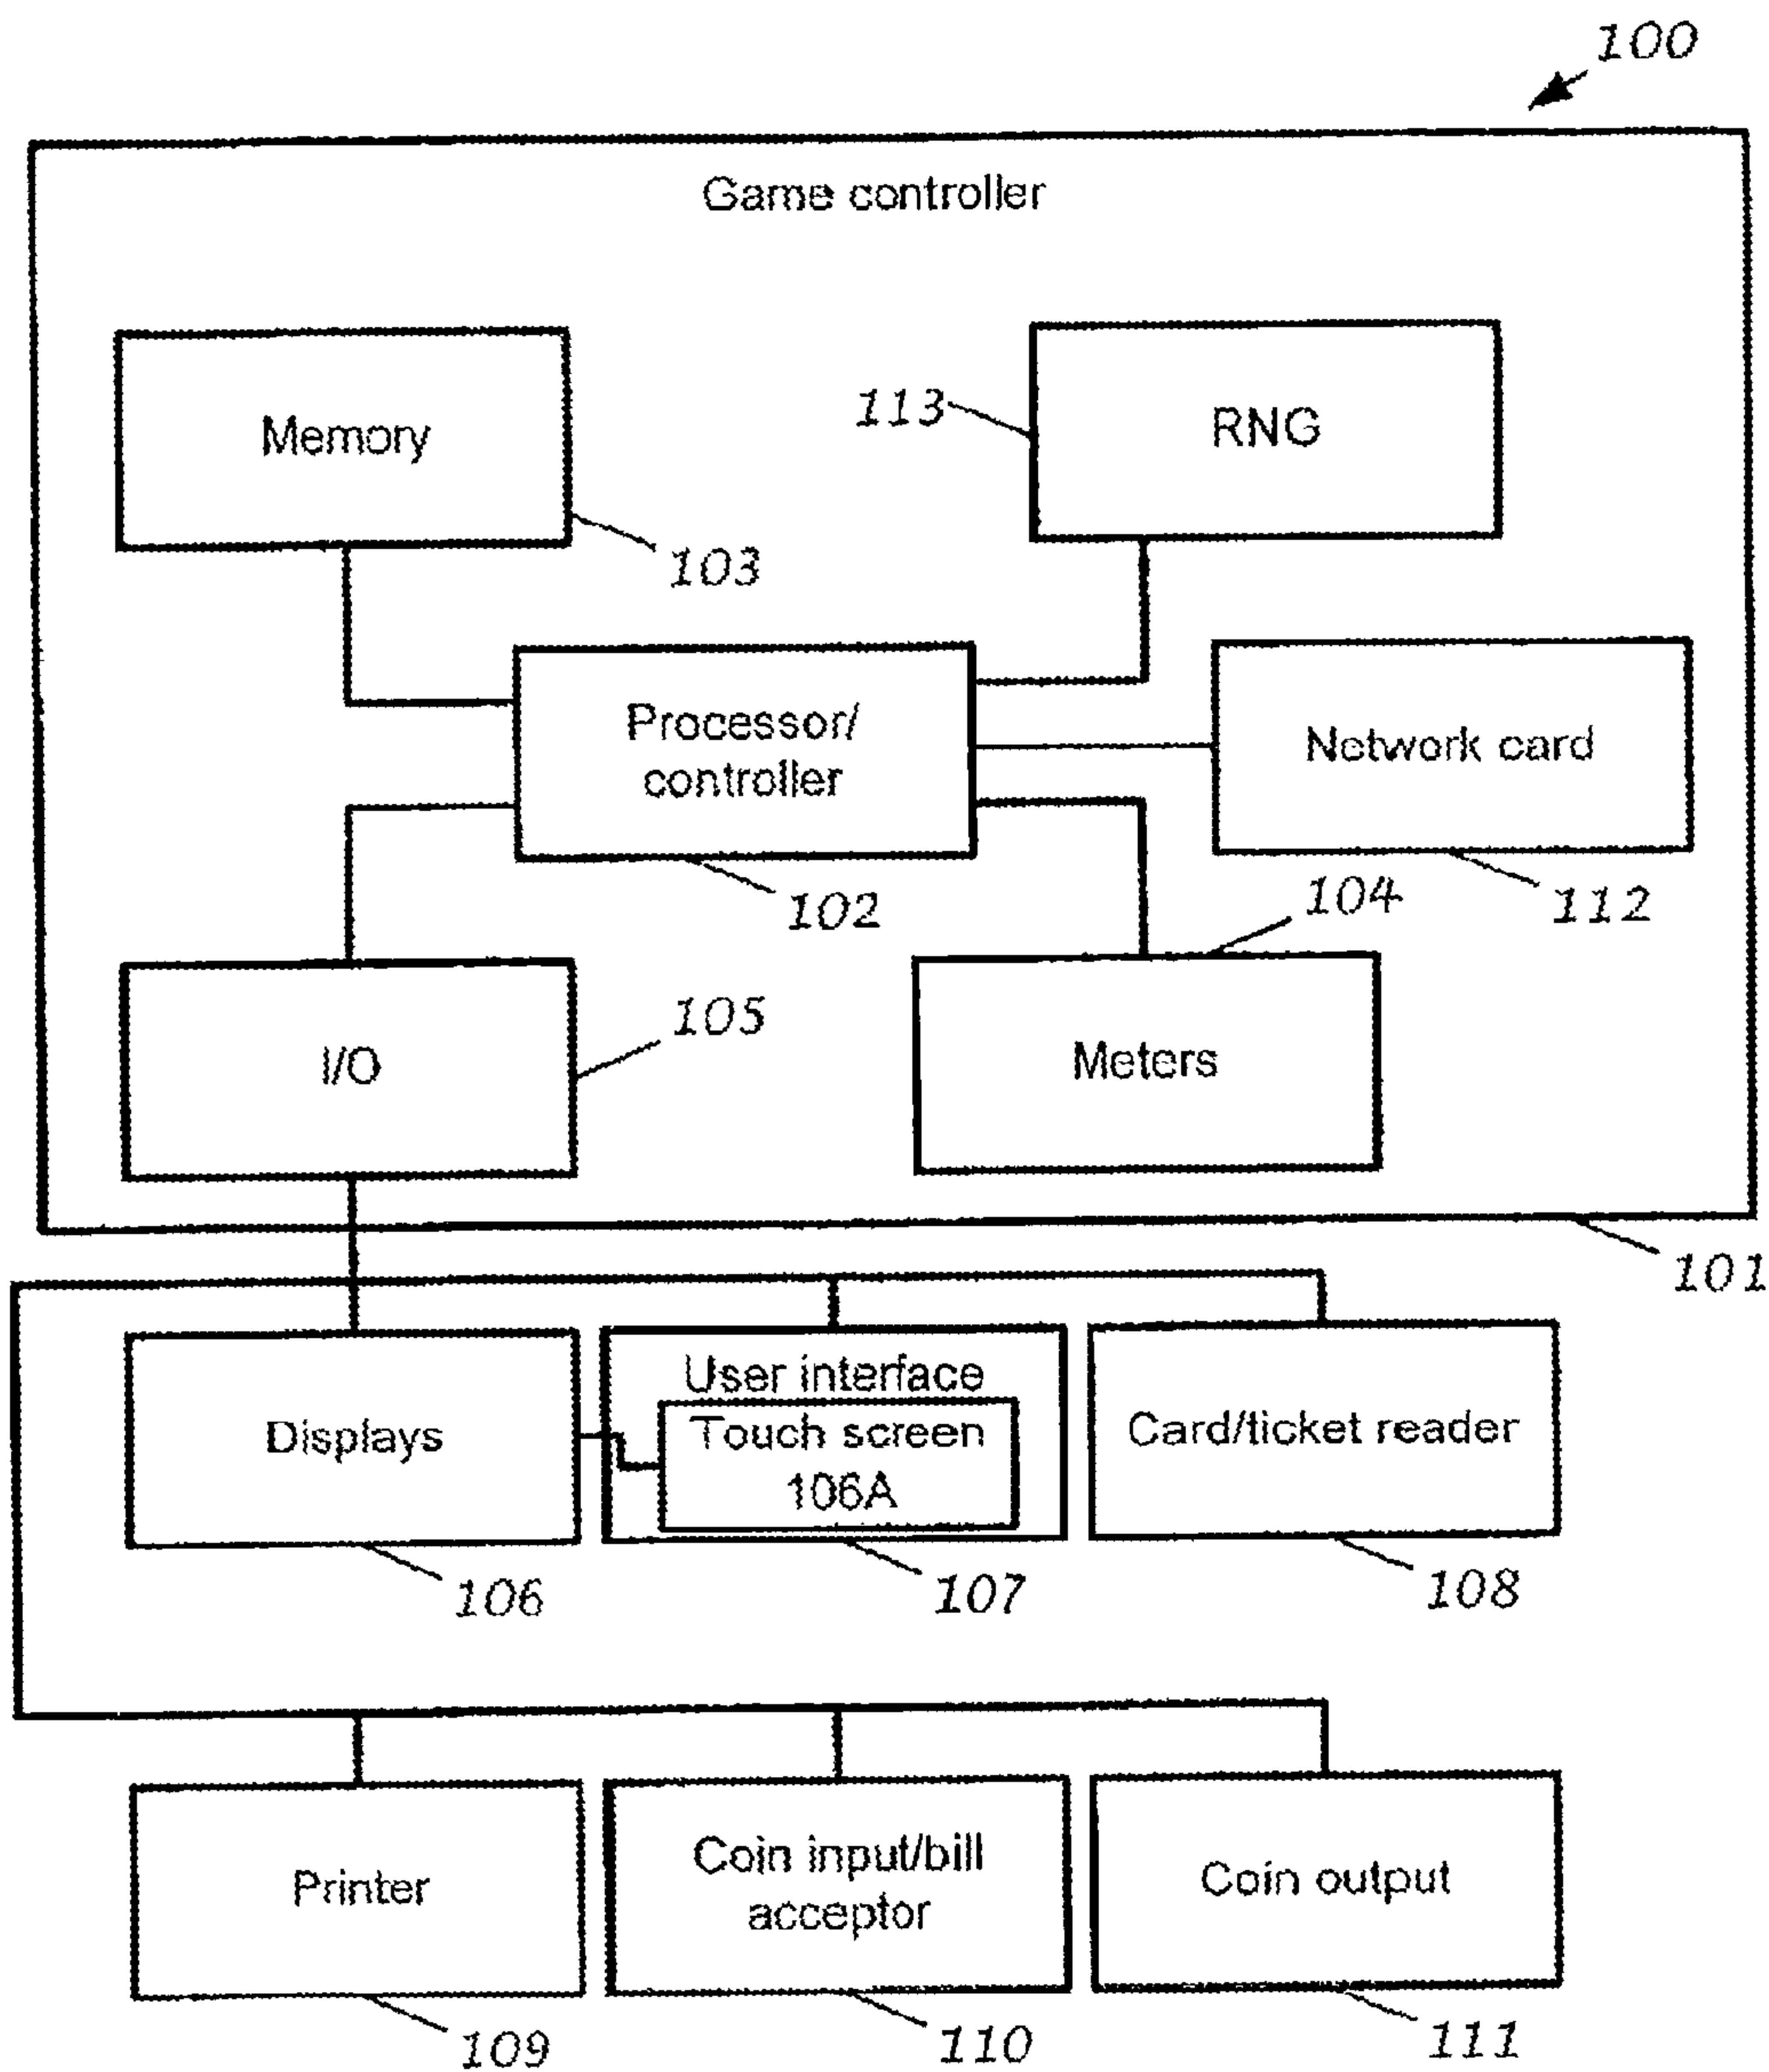 100
Game controller
Memory
RNG
113
103
Processor/
controller
Network card
102
104
112
I/O
105
Meters
101
Displays
User interface
Touch screen
106A
Card/ticket reader
106
107
108
Printer
Coin input/bill
acceptor
Coin output
109
110
111